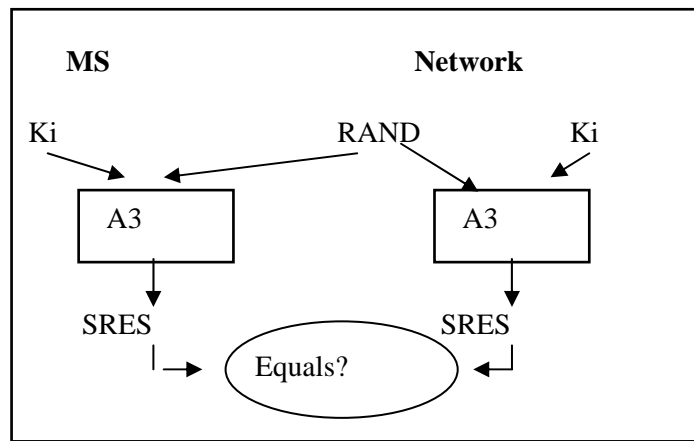 MS Network
Ki RAND Ki
A3 A3
SRES SRES
Equals?